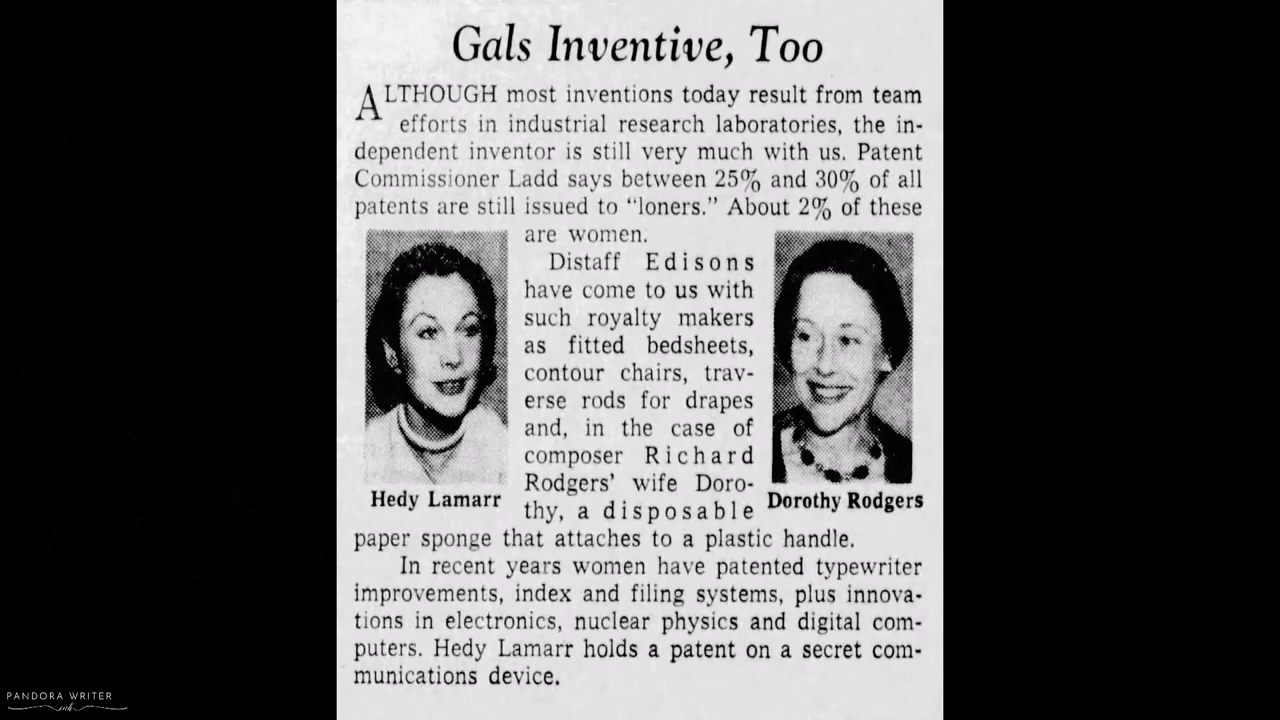 Gals Inventive, Too
ALTHOUGH most inventions today result from team
efforts in industrial research laboratories, the in-
dependent inventor is still very much with us. Patent
Commissioner Ladd says between 25% and 30% of all
patents are still issued to “loners.” About 2% of these
are women.
Distaff Edisons
have come to us with
such royalty makers
as fitted bedsheets,
contour chairs, trav-
erse rods for drapes
and, in the case of
composer Richard
Rodgers’ wife Doro-
thy, a disposable
Hedy Lamarr
Dorothy Rodgers
paper sponge that attaches to a plastic handle.
In recent years women have patented typewriter
improvements, index and filing systems, plus innova-
tions in electronics, nuclear physics and digital com-
puters. Hedy Lamarr holds a patent on a secret com-
munications device.
PANDORA WRITER
ink